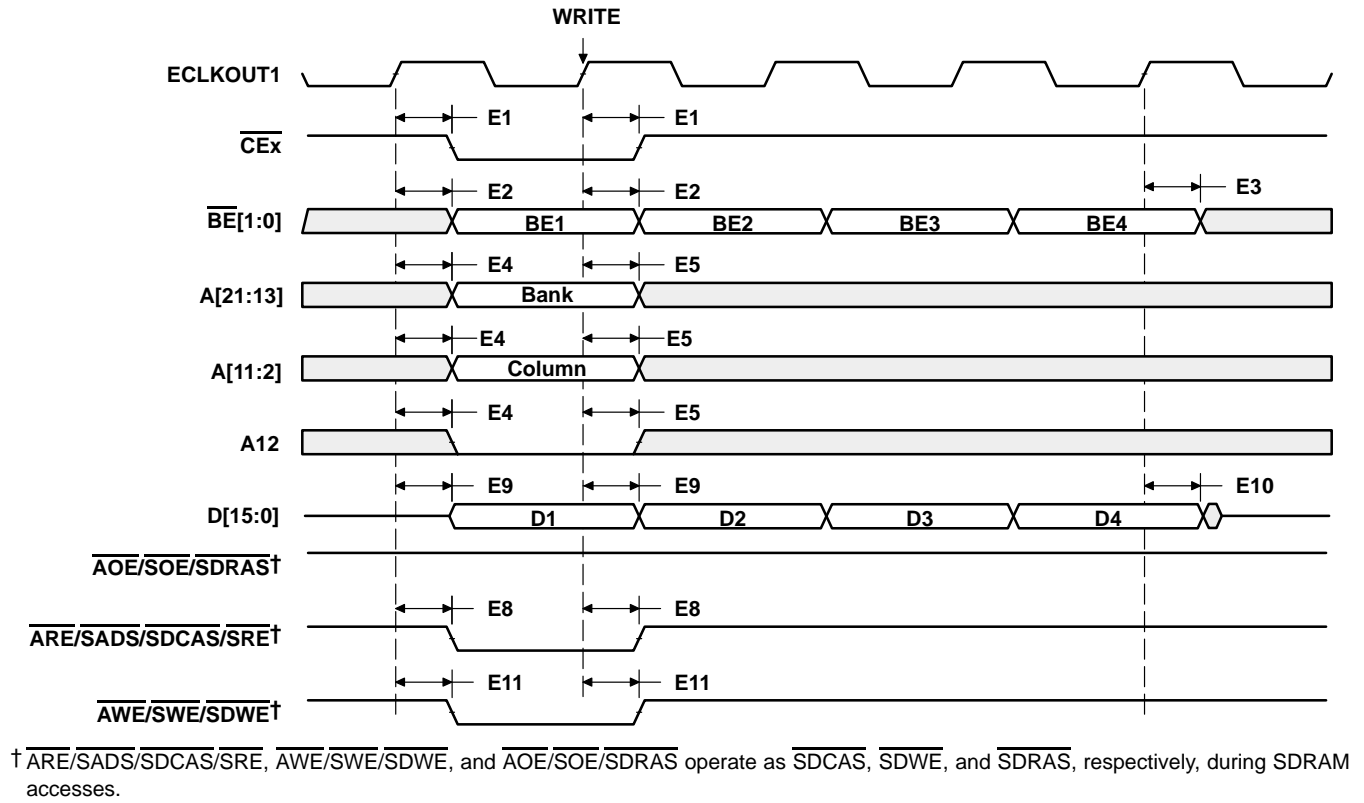 WRITE
ECLKOUT1
E1 E1
CEx
E2 E2 E3
BE[1:0] BE1 BE2 BE3 BE4
E4 E5
A[21:13] Bank
E4 E5
A[11:2] Column
E4 E5
A12
E9 E9 E10
D[15:0] D1 D2 D3 D4
AOE/SOE/SDRAS†
E8 E8
ARE/SADS/SDCAS/SRE†
E11 E11
AWE/SWE/SDWE†
† ARE/SADS/SDCAS/SRE, AWE/SWE/SDWE, and AOE/SOE/SDRAS operate as SDCAS, SDWE, and SDRAS, respectively, during SDRAM
accesses.